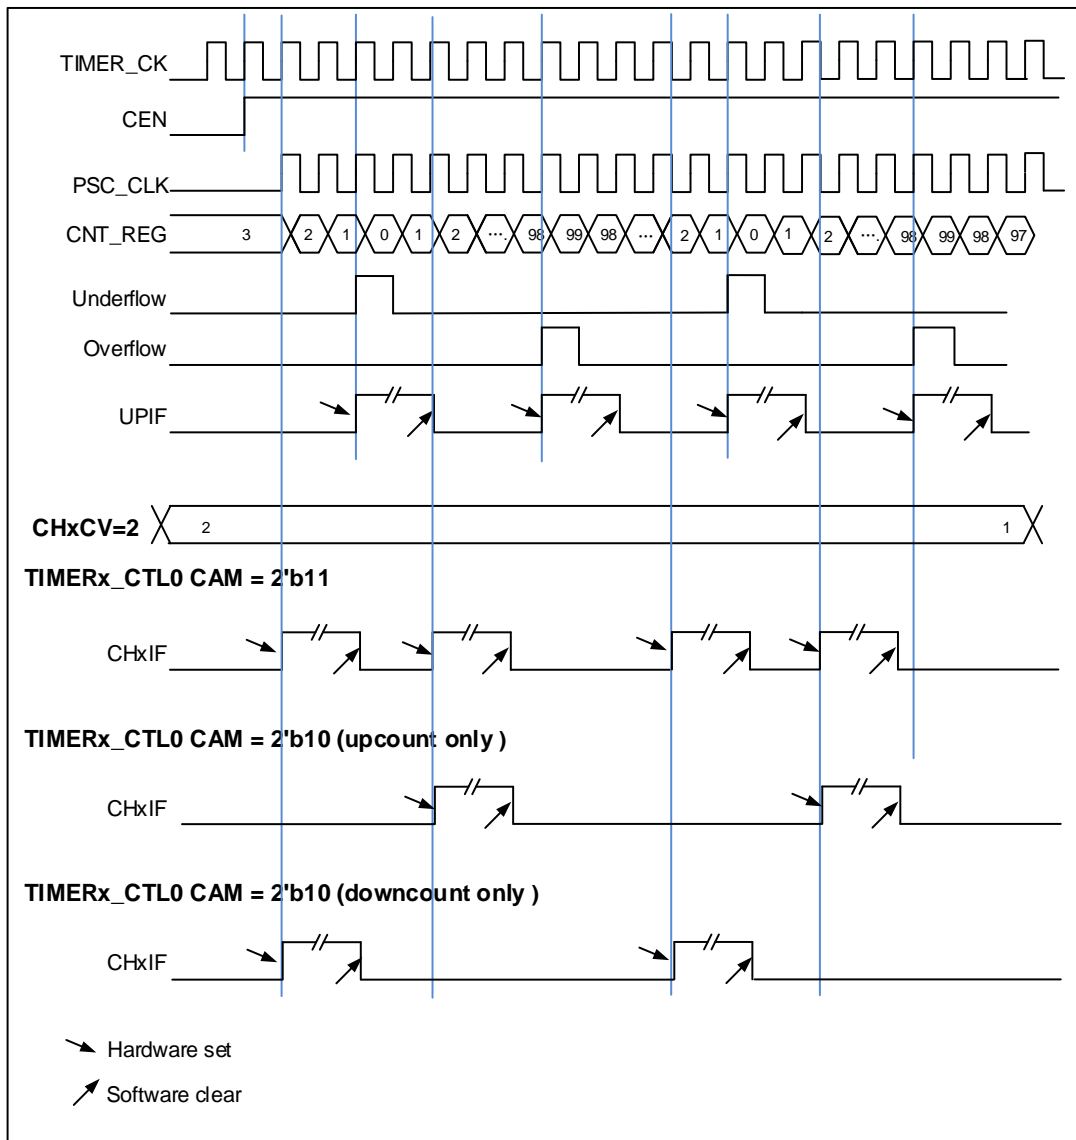 TIMER_CK
CEN
PSC_CLK
CNT_REG 3 2 1 0 1 2 ... 98 99 98 ... 2 1 0 1 2 ... 98 99 98 97
Underflow
Overflow
UPIF
CHxCV=2 2 1
TIMERx_CTL0 CAM = 2'b11
CHxIF
TIMERx_CTL0 CAM = 2'b10 (upcount only )
CHxIF
TIMERx_CTL0 CAM = 2'b10 (downcount only )
CHxIF
Hardware set
Software clear